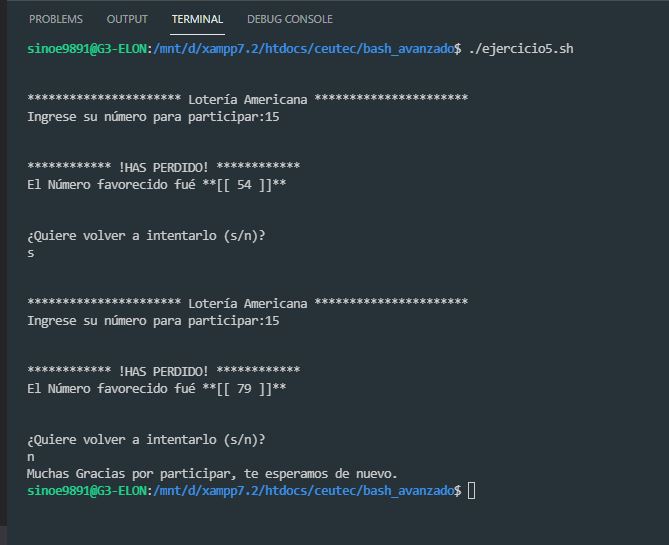 PROBLEMS OUTPUT TERMINAL DEBUG CONSOLE
sinoe9891@G3-ELON:/mnt/d/xampp7.2/htdocs/ceutec/bash_avanzado$ ./ejercicio5.sh
********************** Lotería Americana **********************
Ingrese su número para participar:15
************ !HAS PERDIDO! ************
El Número favorecido fué **[[ 54 ]]**
¿Quiere volver a intentarlo (s/n)?
s
********************** Lotería Americana **********************
Ingrese su número para participar:15
************ !HAS PERDIDO! ************
El Número favorecido fué **[[ 79 ]]**
¿Quiere volver a intentarlo (s/n)?
n
Muchas Gracias por participar, te esperamos de nuevo.
sinoe9891@G3-ELON:/mnt/d/xampp7.2/htdocs/ceutec/bash_avanzado$